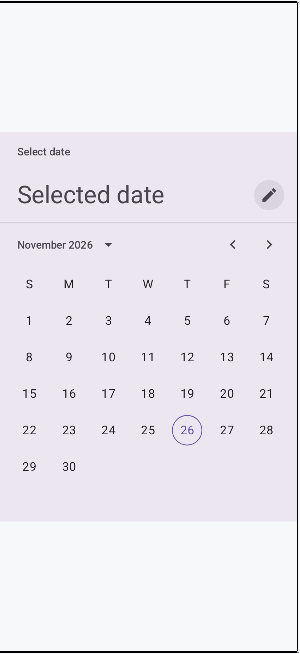 Select date
Selected date
November 2026
S M T W T F S
1 2 3 4 5 6 7
8 9 10 11 12 13 14
15 16 17 18 19 20 21
22 23 24 25 26 27 28
29 30